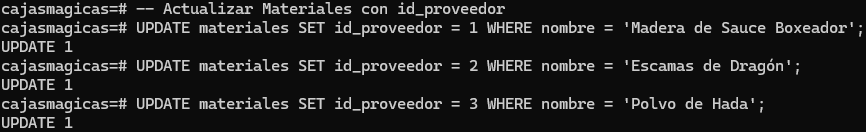 cajasmagicas=# -- Actualizar Materiales con id_proveedor
cajasmagicas=# UPDATE materiales SET id_proveedor = 1 WHERE nombre = 'Madera de Sauce Boxeador';
UPDATE 1
cajasmagicas=# UPDATE materiales SET id_proveedor = 2 WHERE nombre = 'Escamas de Dragón';
UPDATE 1
cajasmagicas=# UPDATE materiales SET id_proveedor = 3 WHERE nombre = 'Polvo de Hada';
UPDATE 1